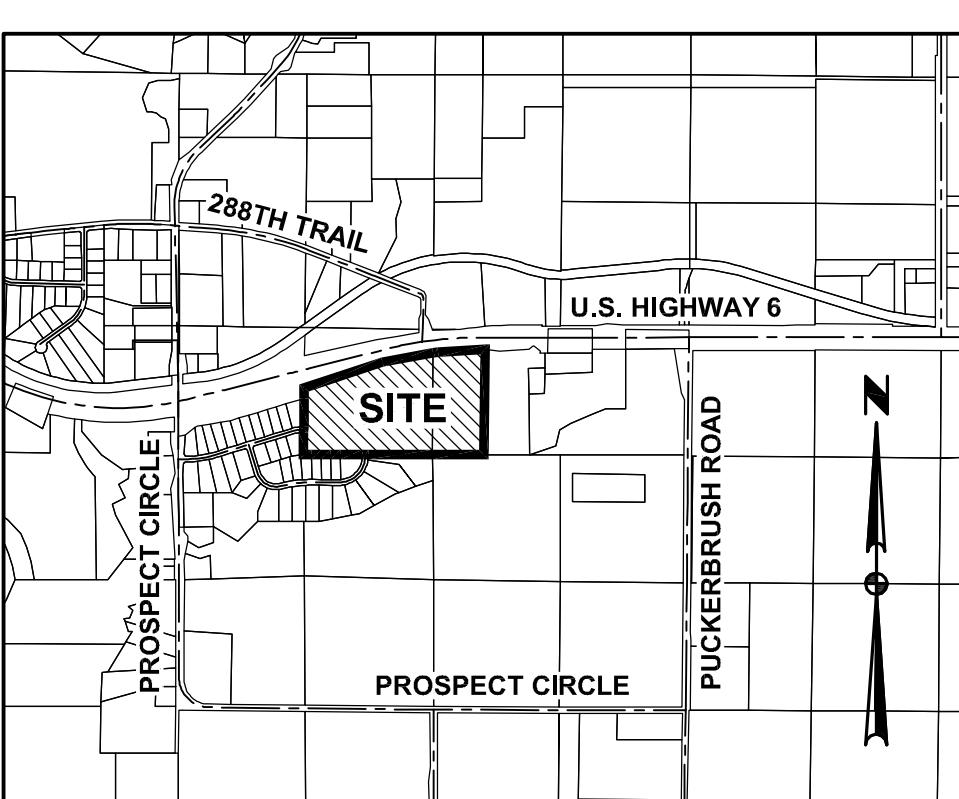 288TH TRAIL
U.S. HIGHWAY 6
SITE
PROSPECT CIRCLE
PUCKERBRUSH ROAD
PROSPECT CIRCLE
N